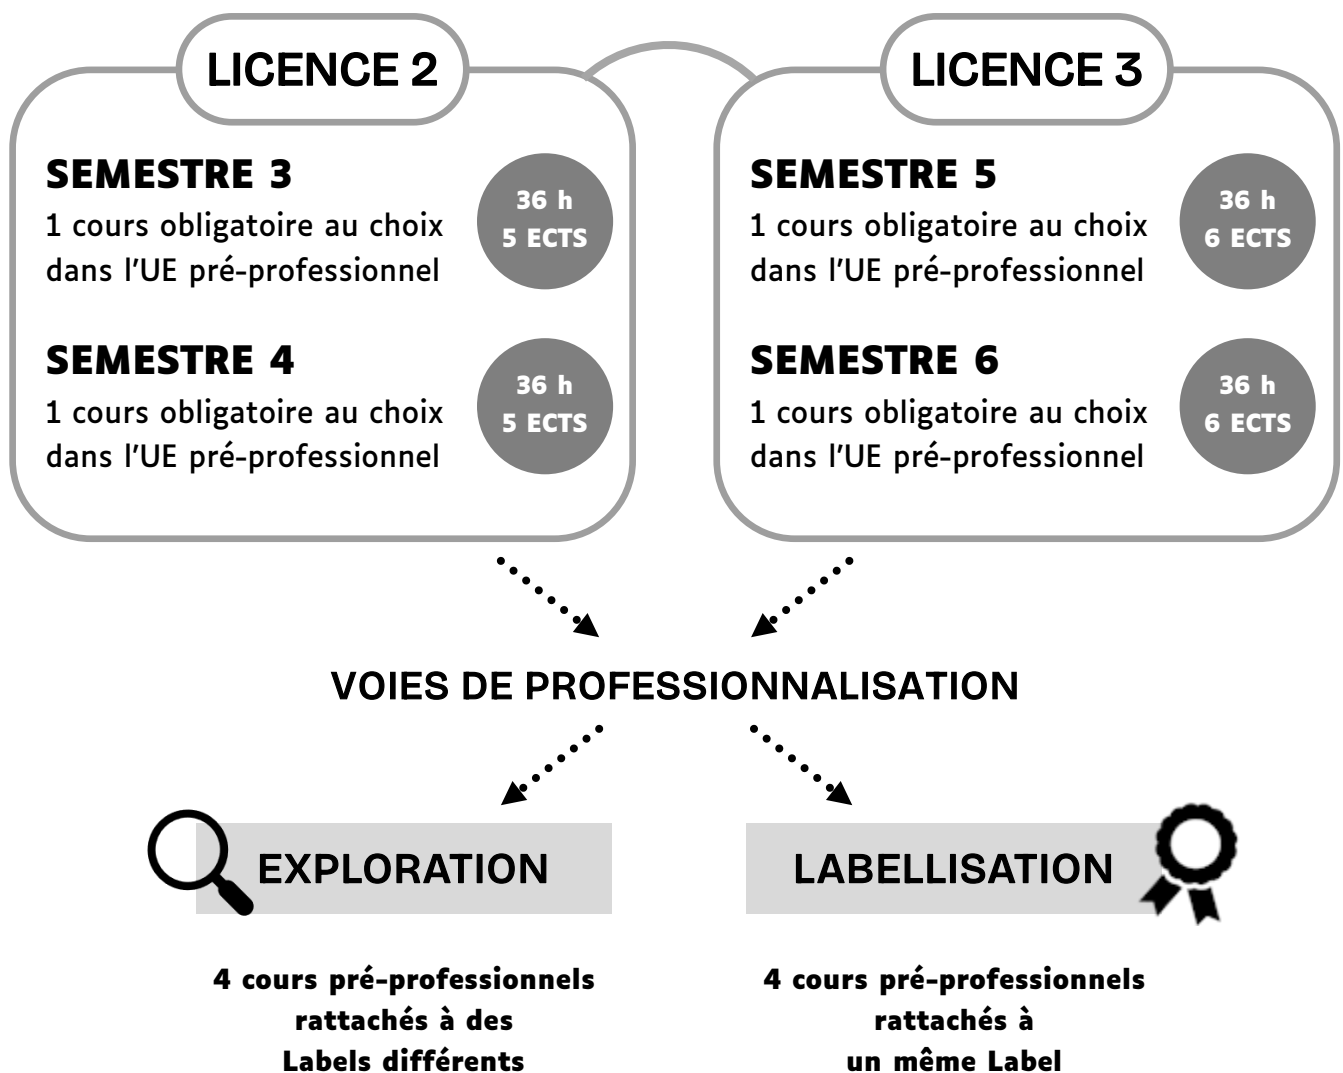 LICENCE 2
SEMESTRE 3
1 cours obligatoire au choix
dans l'UE pré-professionnel
36 h
5 ECTS
SEMESTRE 4
1 cours obligatoire au choix
dans l'UE pré-professionnel
36 h
5 ECTS
LICENCE 3
SEMESTRE 5
1 cours obligatoire au choix
dans l'UE pré-professionnel
36 h
6 ECTS
SEMESTRE 6
1 cours obligatoire au choix
dans l'UE pré-professionnel
36 h
6 ECTS
VOIES DE PROFESSIONNALISATION
EXPLORATION
4 cours pré-professionnels
rattachés à des
Labels différents
LABELLISATION
4 cours pré-professionnels
rattachés à
un même Label